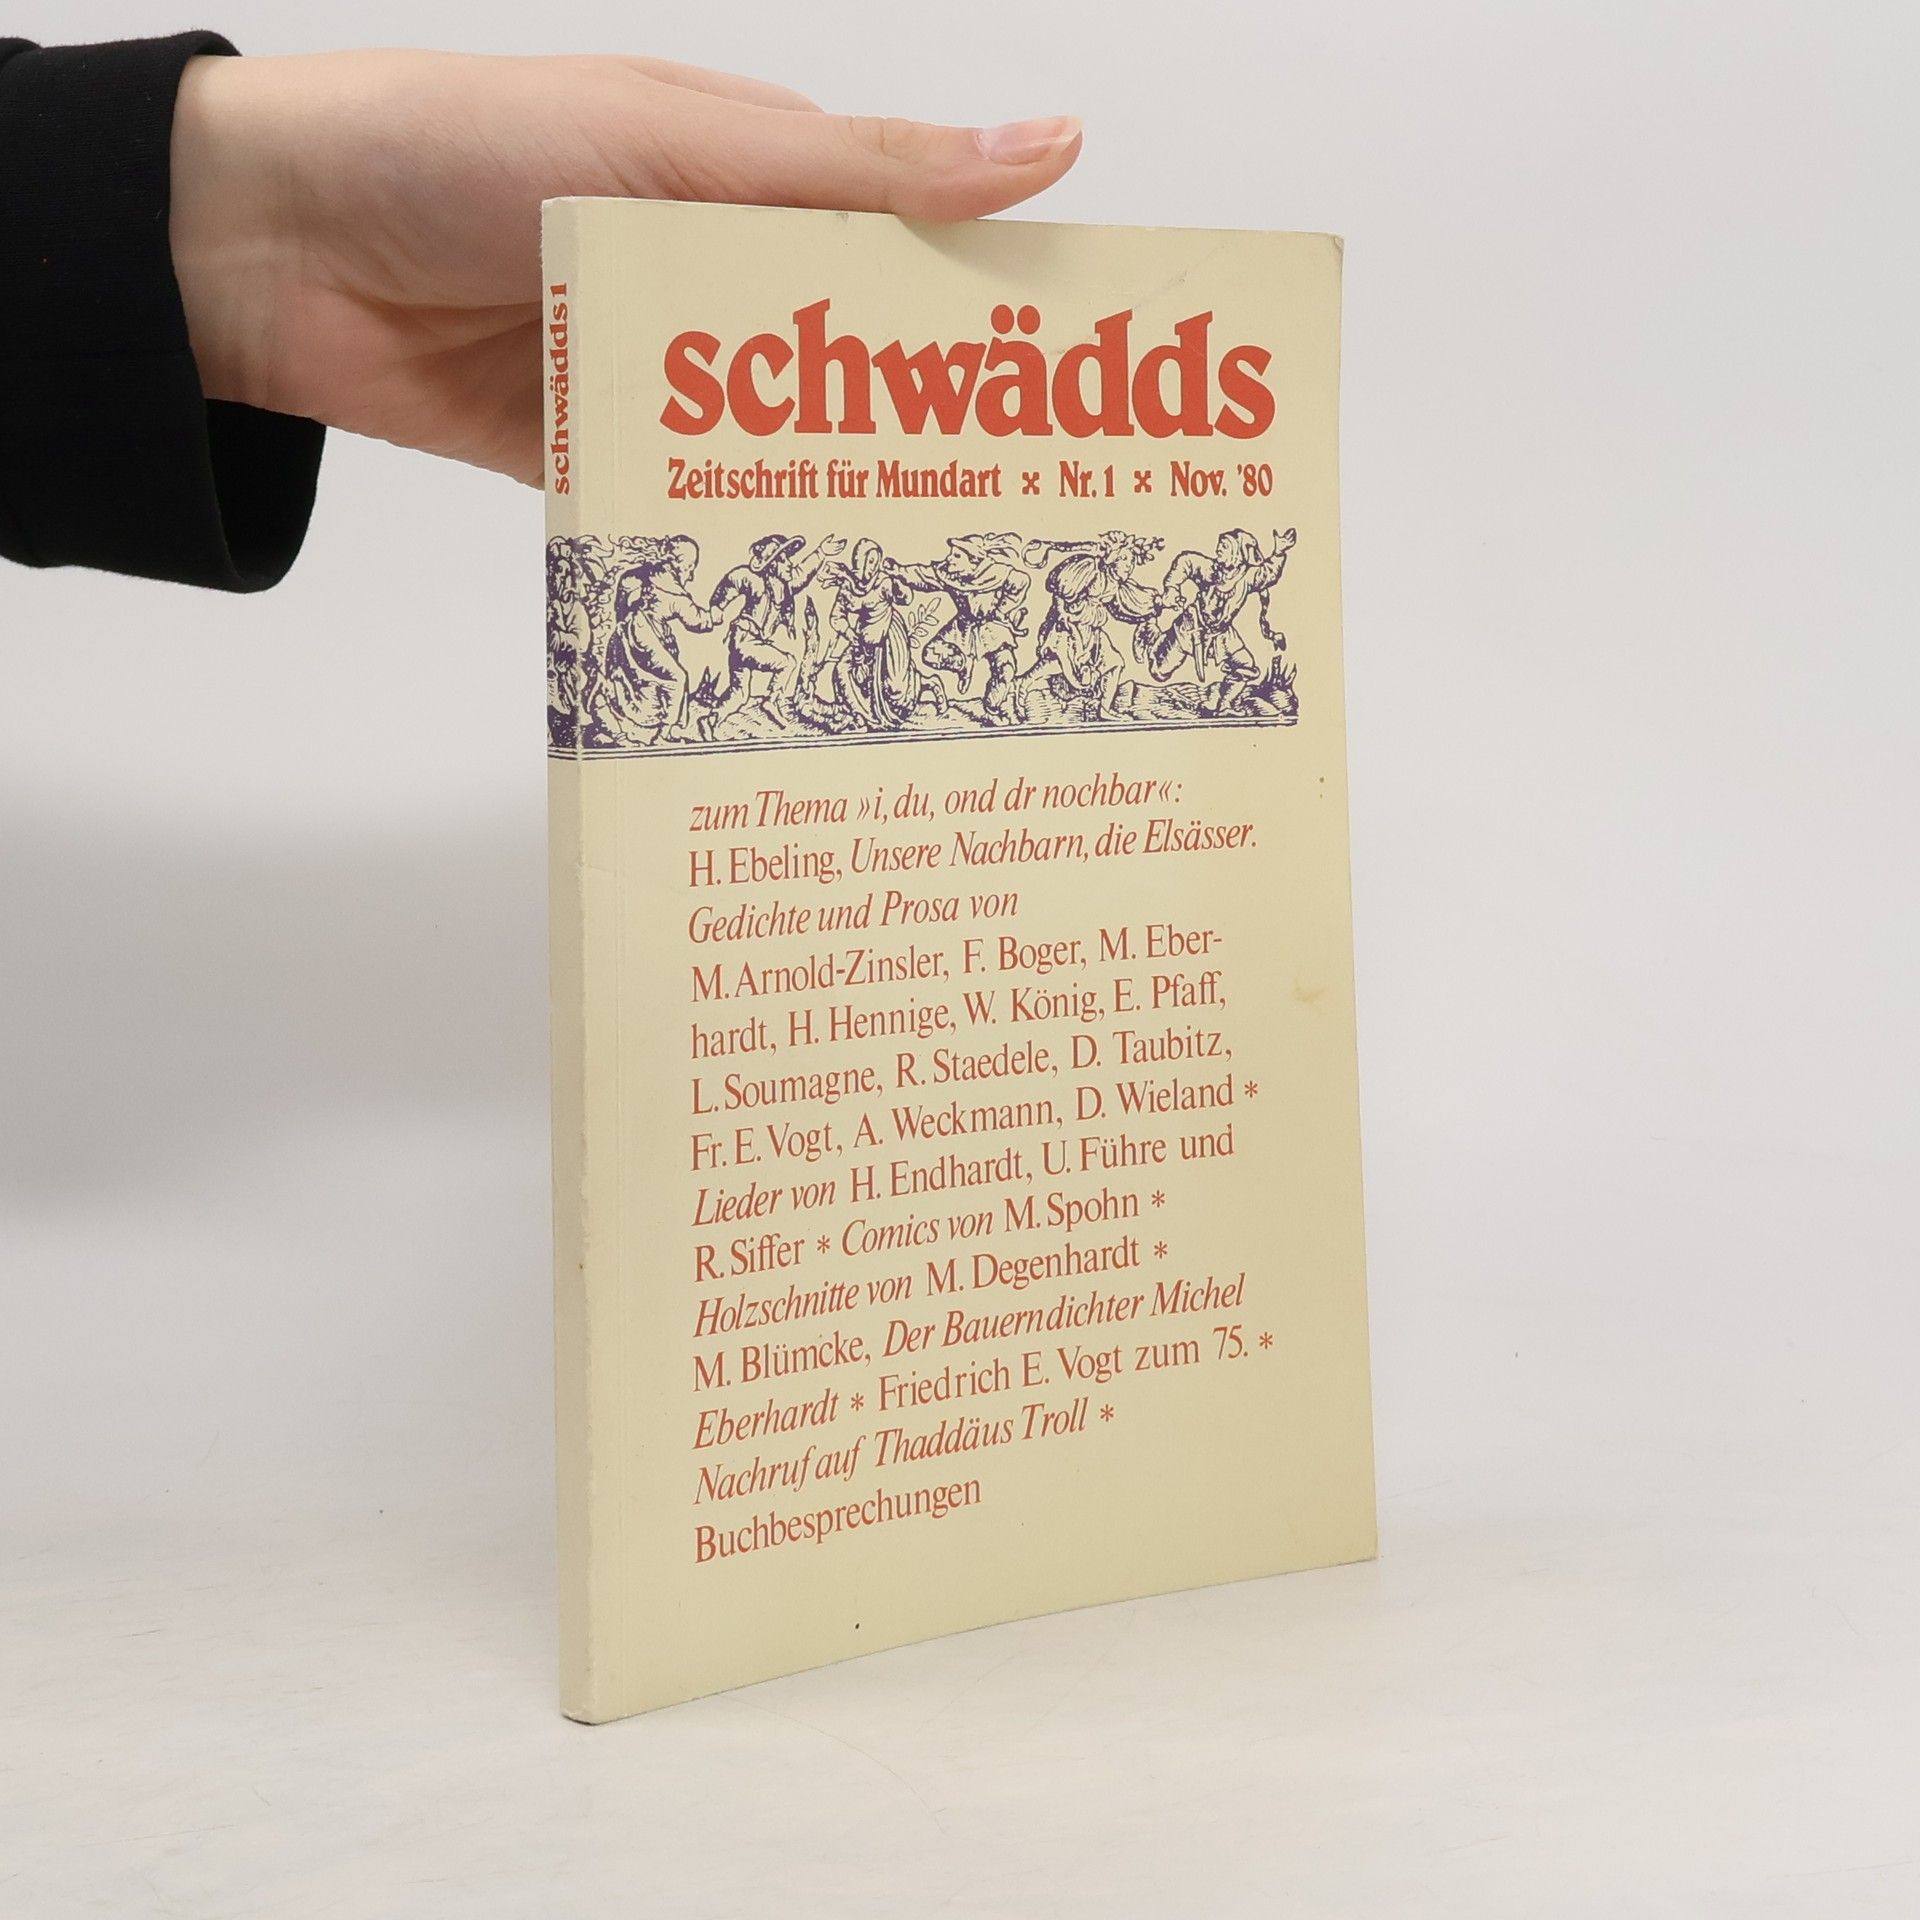 schwädds 1
schwädds
Zeitschrift für Mundart × Nr. 1 × Nov. '80
zum Thema »i, du, ond dr nochbar«:
H. Ebeling, Unsere Nachbarn, die Elsässer.
Gedichte und Prosa von
M. Arnold-Zinsler, F. Boger, M. Eber-
hardt, H. Hennige, W. König, E. Pfaff,
L. Soumagne, R. Staedele, D. Taubitz,
Fr. E. Vogt, A. Weckmann, D. Wieland *
Lieder von H. Endhardt, U. Führe und
R. Siffer * Comics von M. Spohn *
Holzschnitte von M. Degenhardt *
M. Blümcke, Der Bauerndichter Michel
Eberhardt * Friedrich E. Vogt zum 75. *
Nachruf auf Thaddäus Troll *
Buchbesprechungen